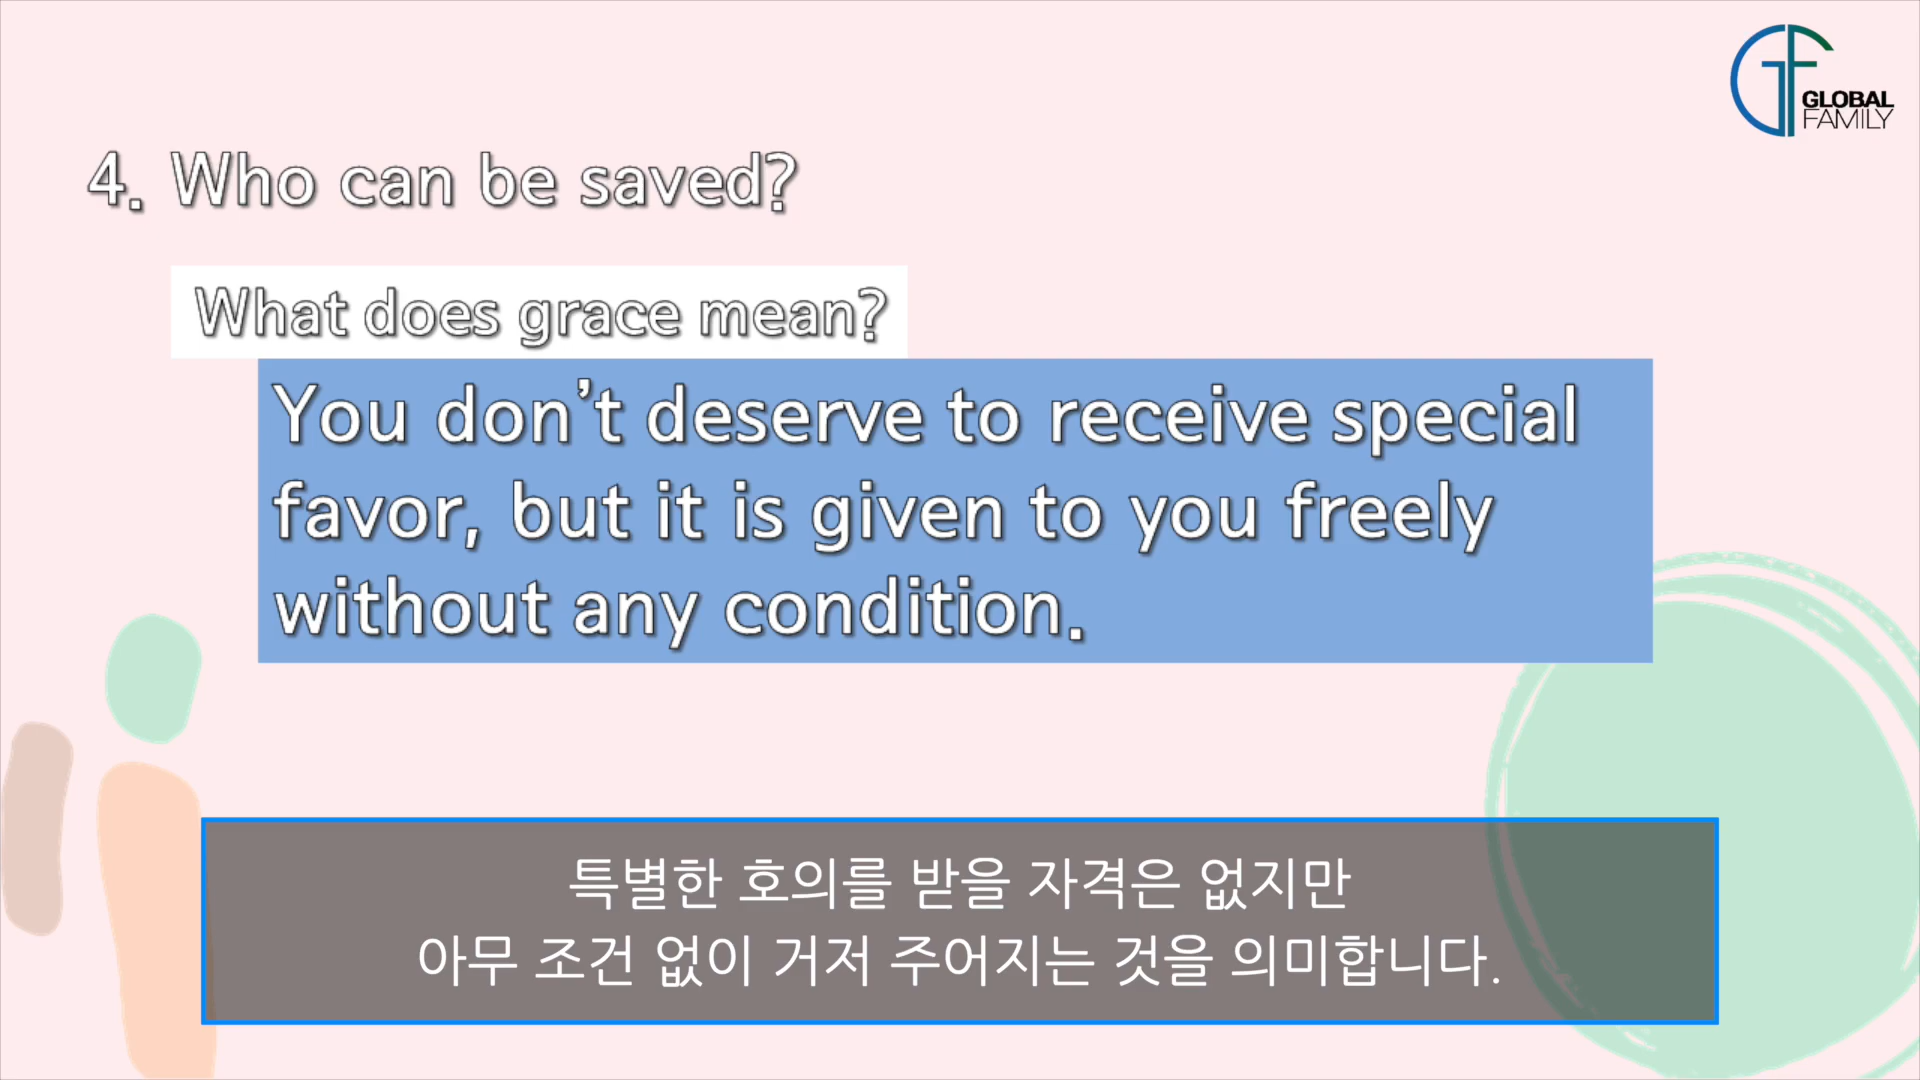 GF GLOBAL
FAMILY
4. Who can be saved?
What does grace mean?
You don't deserve to receive special
favor, but it is given to you freely
without any condition.
특별한 호의를 받을 자격은 없지만
아무 조건 없이 거저 주어지는 것을 의미합니다.